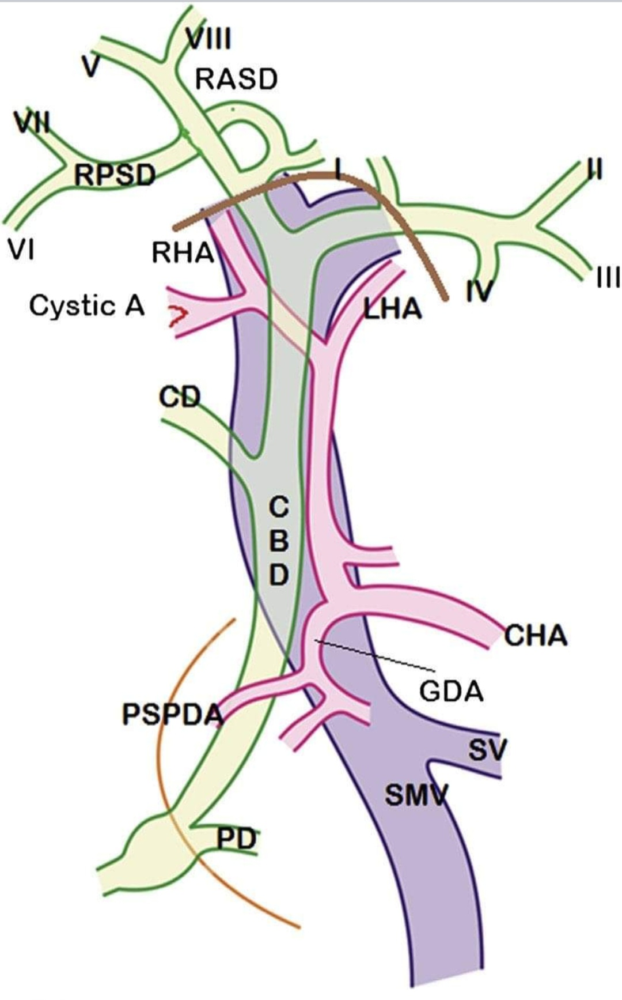 VIII
V
RASD
VII
RPSD
I
II
VI
RHA
III
IV
Cystic A
LHA
CD
C
B
D
CHA
GDA
PSPDA
SV
SMV
PD